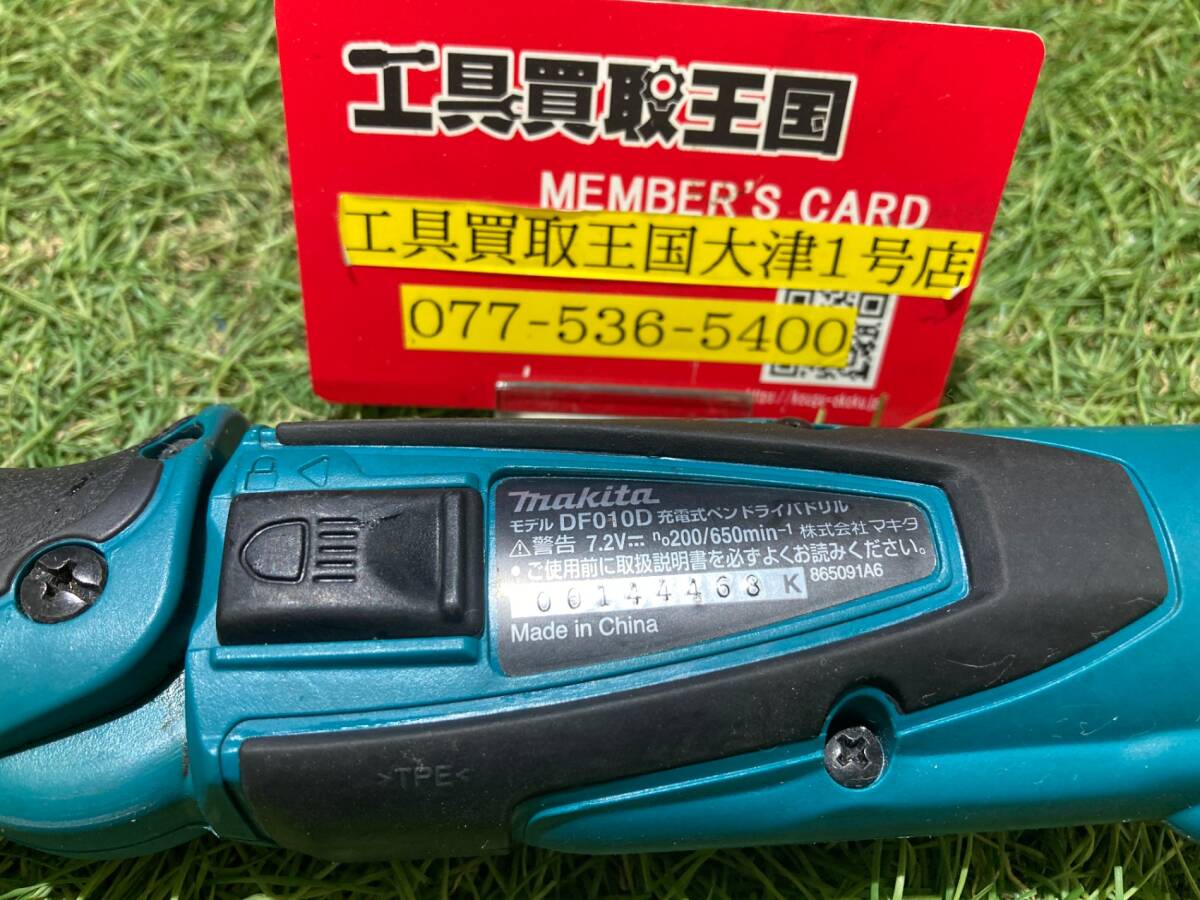 工具買取王国
MEMBER'S CARD
工具買取王国大津1号店
077-536-5400
makita
モデル DF010D 充電式ペンドライバドリル
⚠警告 7.2V⎓ n₀200/650min⁻¹ 株式会社マキタ
・ご使用前に取扱説明書を必ずよくお読みください。
00144463 K 865091A6
Made in China
>TPE<